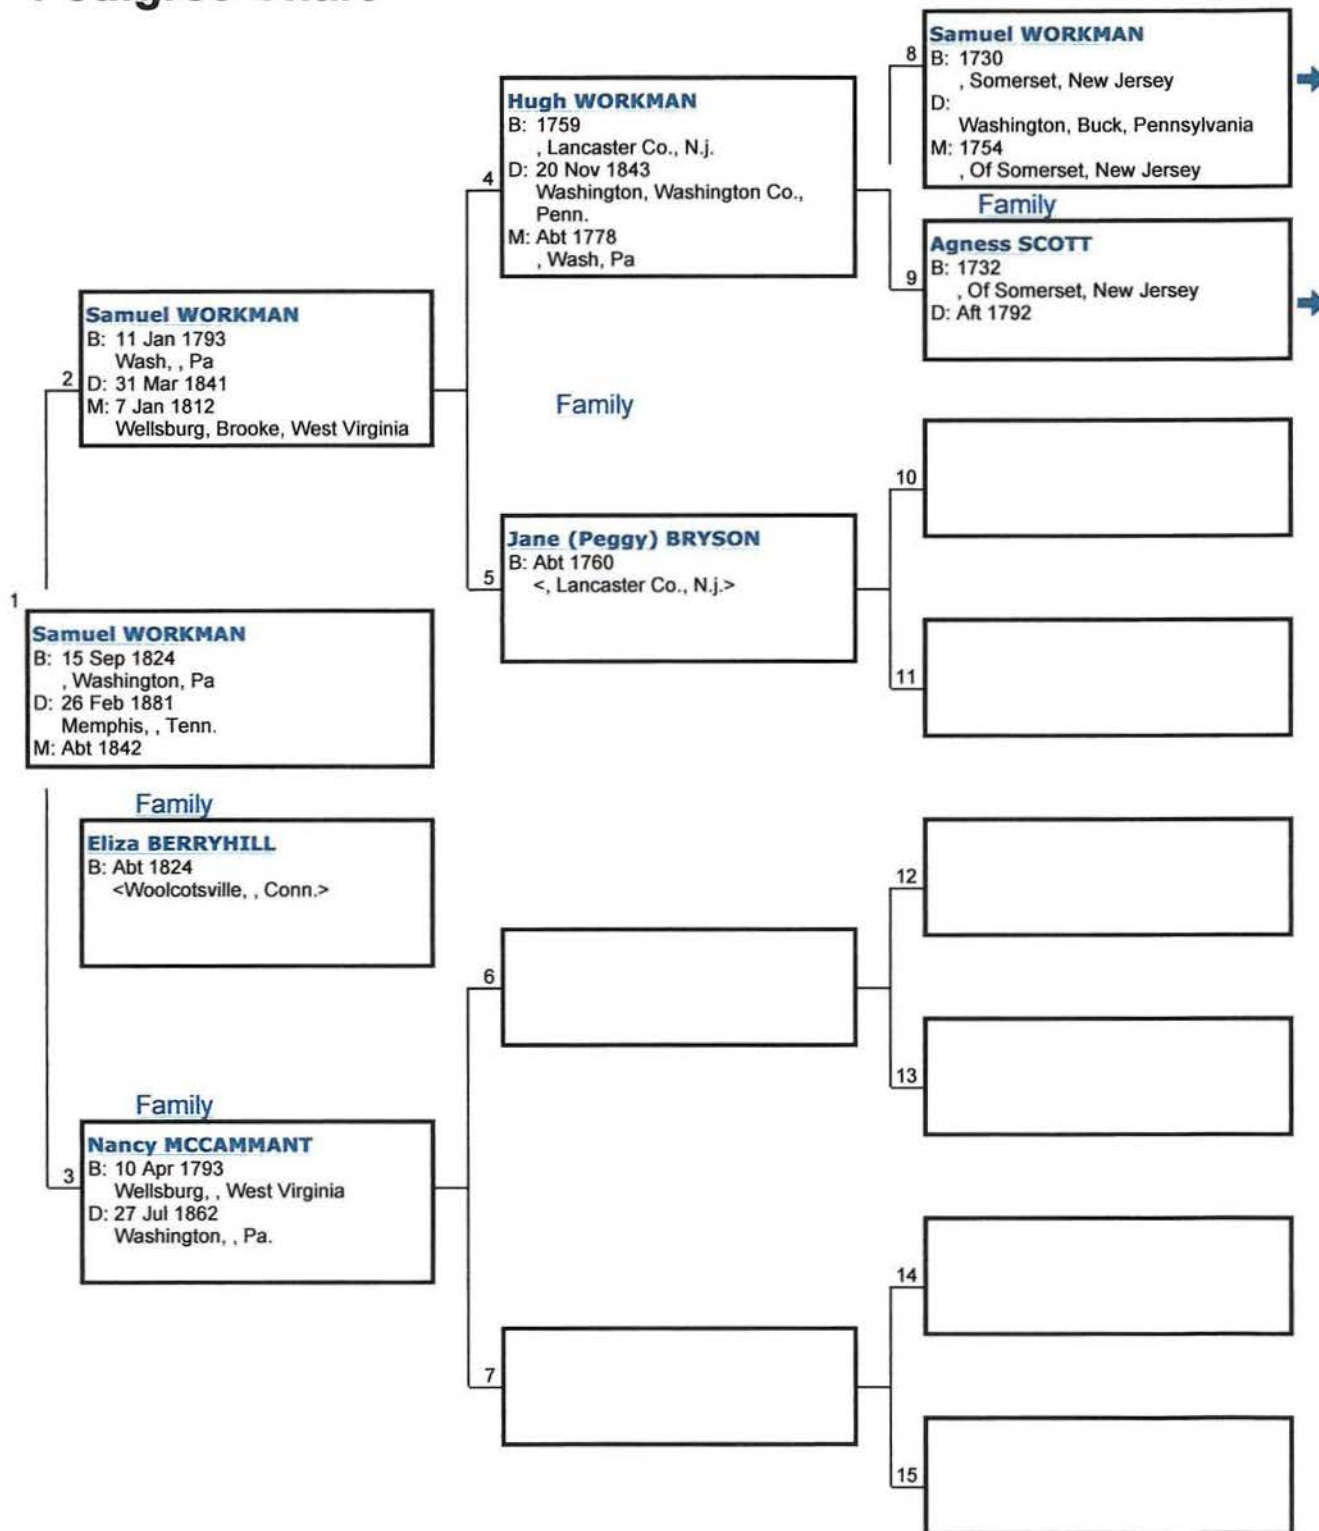 8
Samuel WORKMAN
B: 1730
, Somerset, New Jersey
D:
Washington, Buck, Pennsylvania
M: 1754
, Of Somerset, New Jersey
Hugh WORKMAN
B: 1759
, Lancaster Co., N.j.
4
D: 20 Nov 1843
Washington, Washington Co.,
Penn.
M: Abt 1778
, Wash, Pa
Family
9
Agness SCOTT
B: 1732
, Of Somerset, New Jersey
D: Aft 1792
2
Samuel WORKMAN
B: 11 Jan 1793
Wash, , Pa
D: 31 Mar 1841
M: 7 Jan 1812
Wellsburg, Brooke, West Virginia
Family
10
5
Jane (Peggy) BRYSON
B: Abt 1760
<, Lancaster Co., N.j.>
11
1
Samuel WORKMAN
B: 15 Sep 1824
, Washington, Pa
D: 26 Feb 1881
Memphis, , Tenn.
M: Abt 1842
Family
Eliza BERRYHILL
B: Abt 1824
<Woolcotsville, , Conn.>
12
6
13
Family
3
Nancy MCCAMMANT
B: 10 Apr 1793
Wellsburg, , West Virginia
D: 27 Jul 1862
Washington, , Pa.
14
7
15